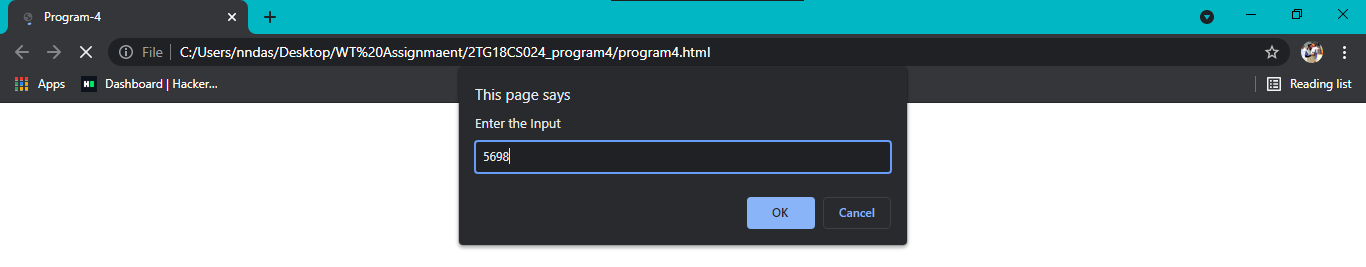 Program-4
File
C:/Users/nndas/Desktop/WT%20Assignmaent/2TG18CS024_program4/program4.html
Apps
H
Dashboard | Hacker...
Reading list
This page says
Enter the Input
5698
OK
Cancel